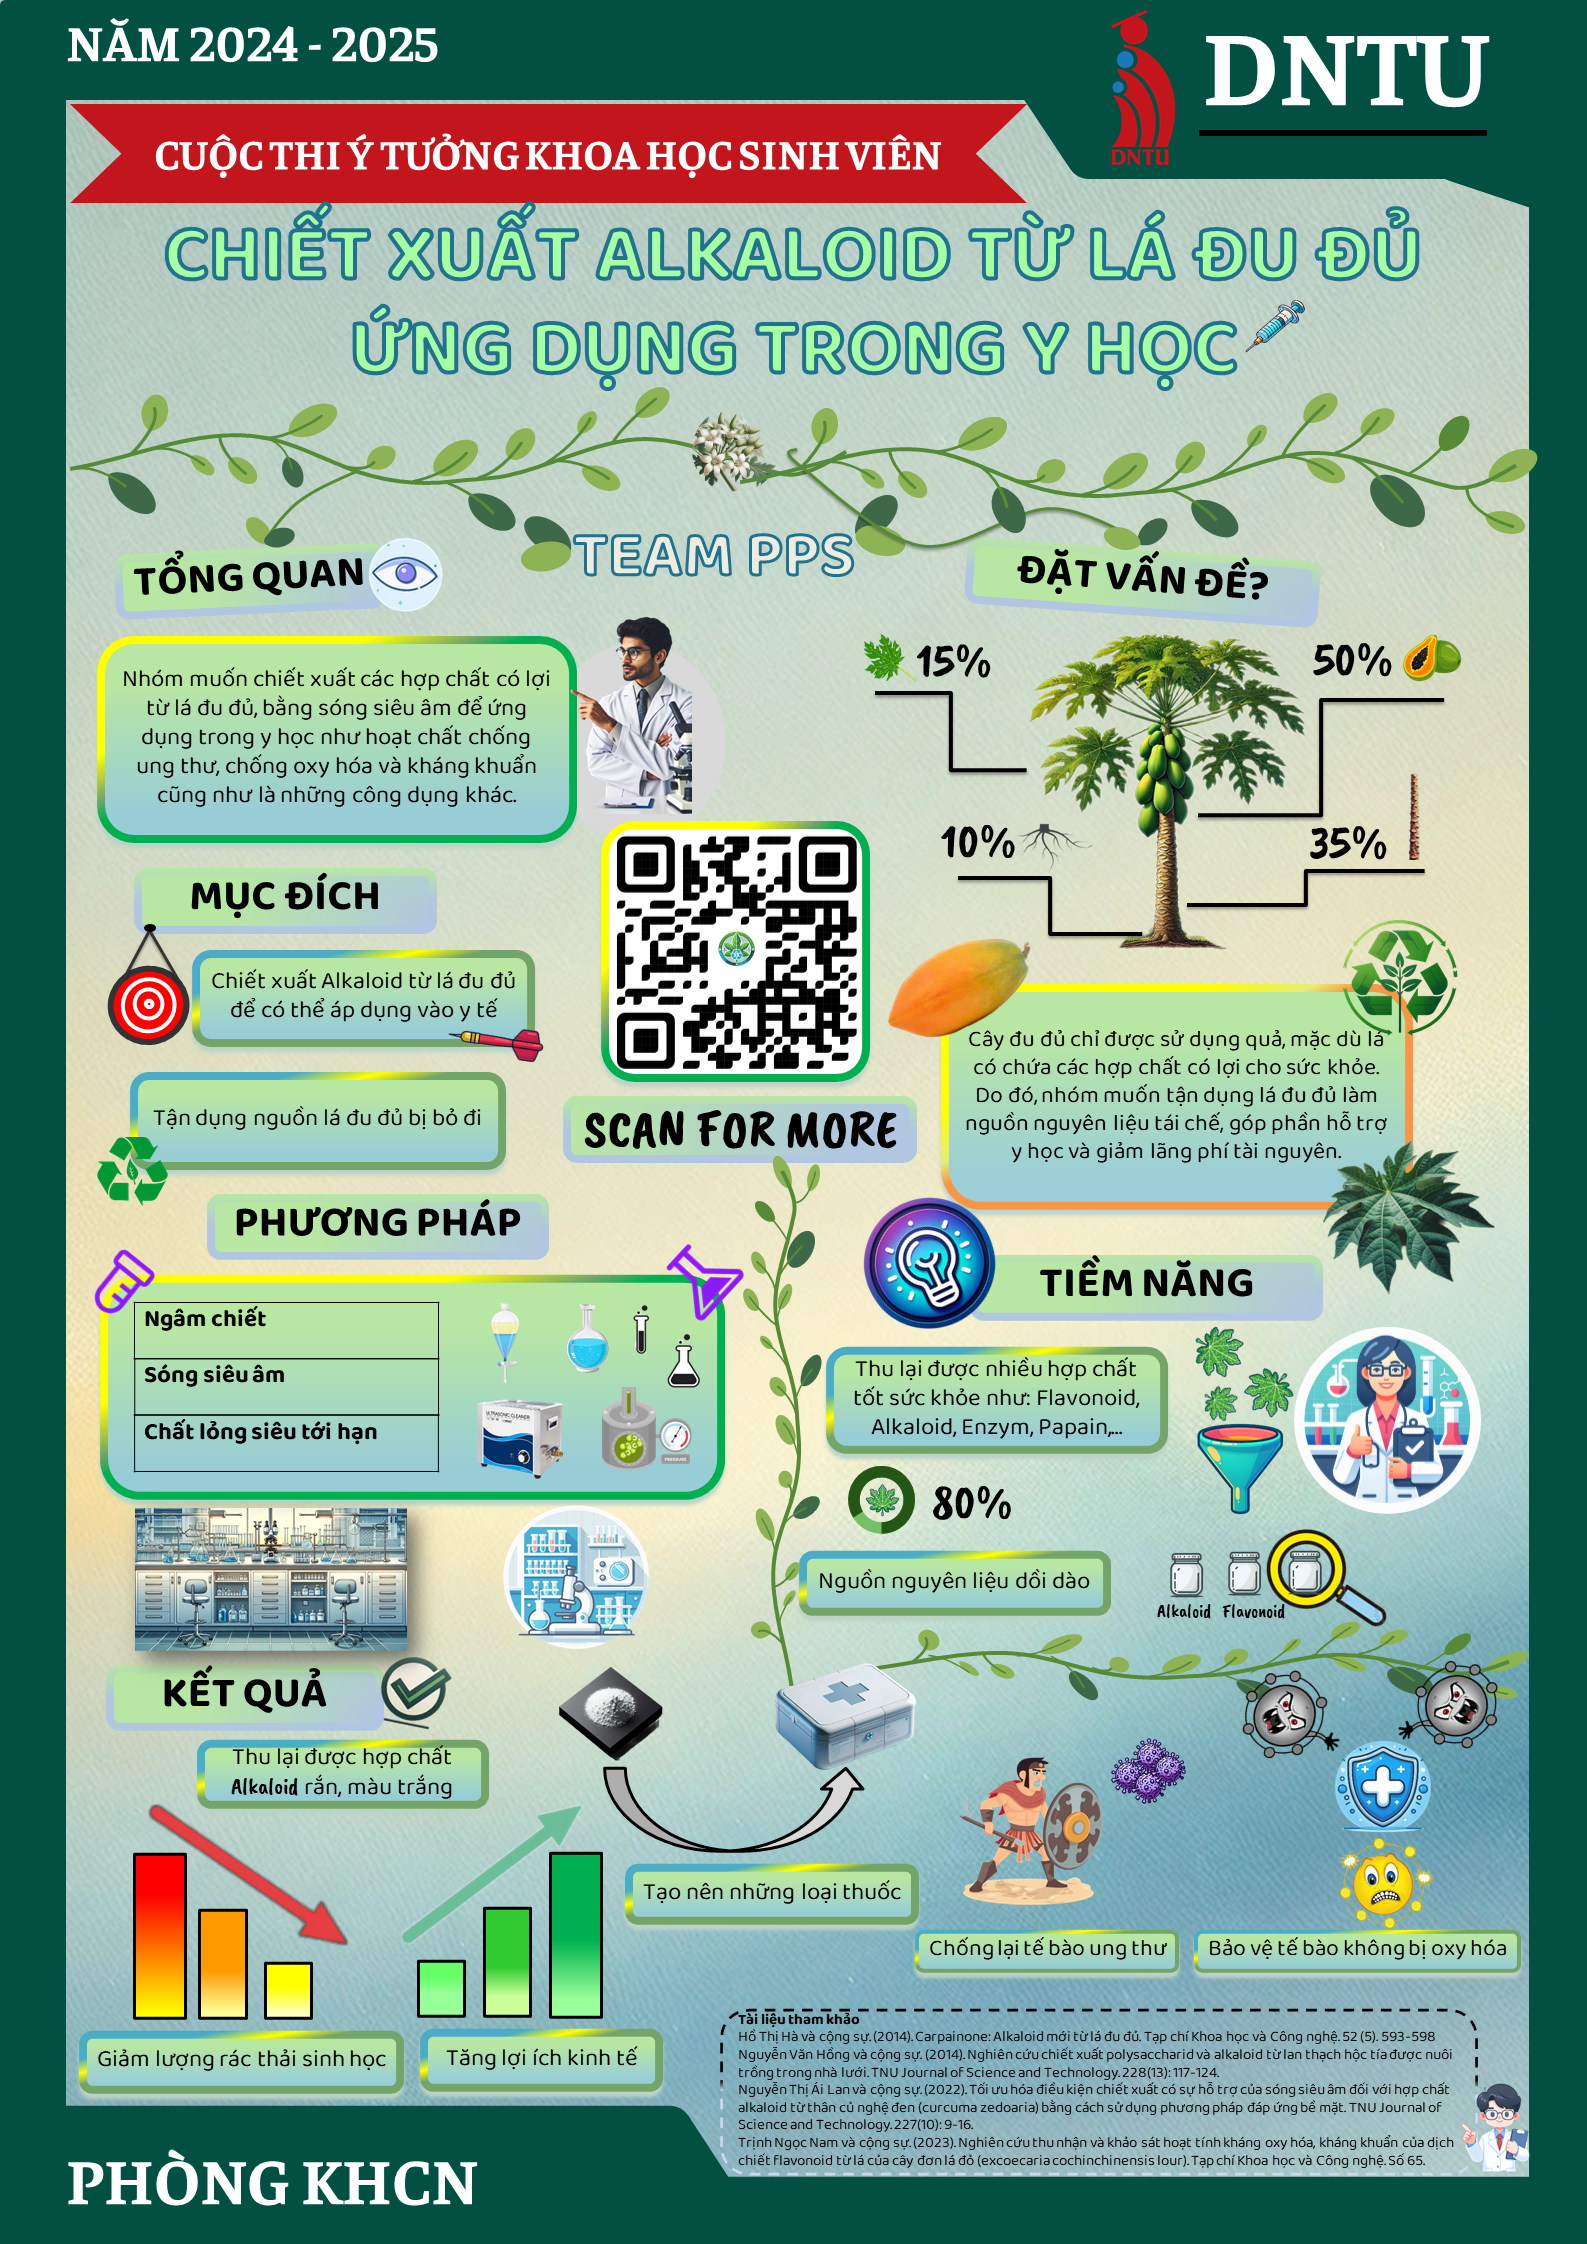 NĂM 2024 - 2025
DNTU
DNTU
CUỘC THI Ý TƯỞNG KHOA HỌC SINH VIÊN
CHIẾT XUẤT ALKALOID TỪ LÁ ĐU ĐỦ
ỨNG DỤNG TRONG Y HỌC
TEAM PPS
TỔNG QUAN
Nhóm muốn chiết xuất các hợp chất có lợi
từ lá đu đủ, bằng sóng siêu âm để ứng
dụng trong y học như hoạt chất chống
ung thư, chống oxy hóa và kháng khuẩn
cũng như là những công dụng khác.
MỤC ĐÍCH
Chiết xuất Alkaloid từ lá đu đủ
để có thể áp dụng vào y tế
Tận dụng nguồn lá đu đủ bị bỏ đi
SCAN FOR MORE
ĐẶT VẤN ĐỀ?
15%
50%
10%
35%
Cây đu đủ chỉ được sử dụng quả, mặc dù lá
có chứa các hợp chất có lợi cho sức khỏe.
Do đó, nhóm muốn tận dụng lá đu đủ làm
nguồn nguyên liệu tái chế, góp phần hỗ trợ
y học và giảm lãng phí tài nguyên.
PHƯƠNG PHÁP
Ngâm chiết
Sóng siêu âm
Chất lỏng siêu tới hạn
ULTRASONIC CLEANER
PRESSURE
TIỀM NĂNG
Thu lại được nhiều hợp chất
tốt sức khỏe như: Flavonoid,
Alkaloid, Enzym, Papain,...
80%
Nguồn nguyên liệu dồi dào
Alkaloid Flavonoid
KẾT QUẢ
Thu lại được hợp chất
Alkaloid rắn, màu trắng
Giảm lượng rác thải sinh học
Tăng lợi ích kinh tế
Tạo nên những loại thuốc
Chống lại tế bào ung thư
Bảo vệ tế bào không bị oxy hóa
Tài liệu tham khảo
Hồ Thị Hà và cộng sự. (2014). Carpainone: Alkaloid mới từ lá đu đủ. Tạp chí Khoa học và Công nghệ. 52 (5). 593-598
Nguyễn Văn Hồng và cộng sự. (2014). Nghiên cứu chiết xuất polysaccharid và alkaloid từ lan thạch hộc tía được nuôi
trồng trong nhà lưới. TNU Journal of Science and Technology. 228(13): 117-124.
Nguyễn Thị Ái Lan và cộng sự. (2022). Tối ưu hóa điều kiện chiết xuất có sự hỗ trợ của sóng siêu âm đối với hợp chất
alkaloid từ thân củ nghệ đen (curcuma zedoaria) bằng cách sử dụng phương pháp đáp ứng bề mặt. TNU Journal of
Science and Technology. 227(10): 9-16.
Trịnh Ngọc Nam và cộng sự. (2023). Nghiên cứu thu nhận và khảo sát hoạt tính kháng oxy hóa, kháng khuẩn của dịch
chiết flavonoid từ lá của cây đơn lá đỏ (excoecaria cochinchinensis lour). Tạp chí Khoa học và Công nghệ. Số 65.
PHÒNG KHCN